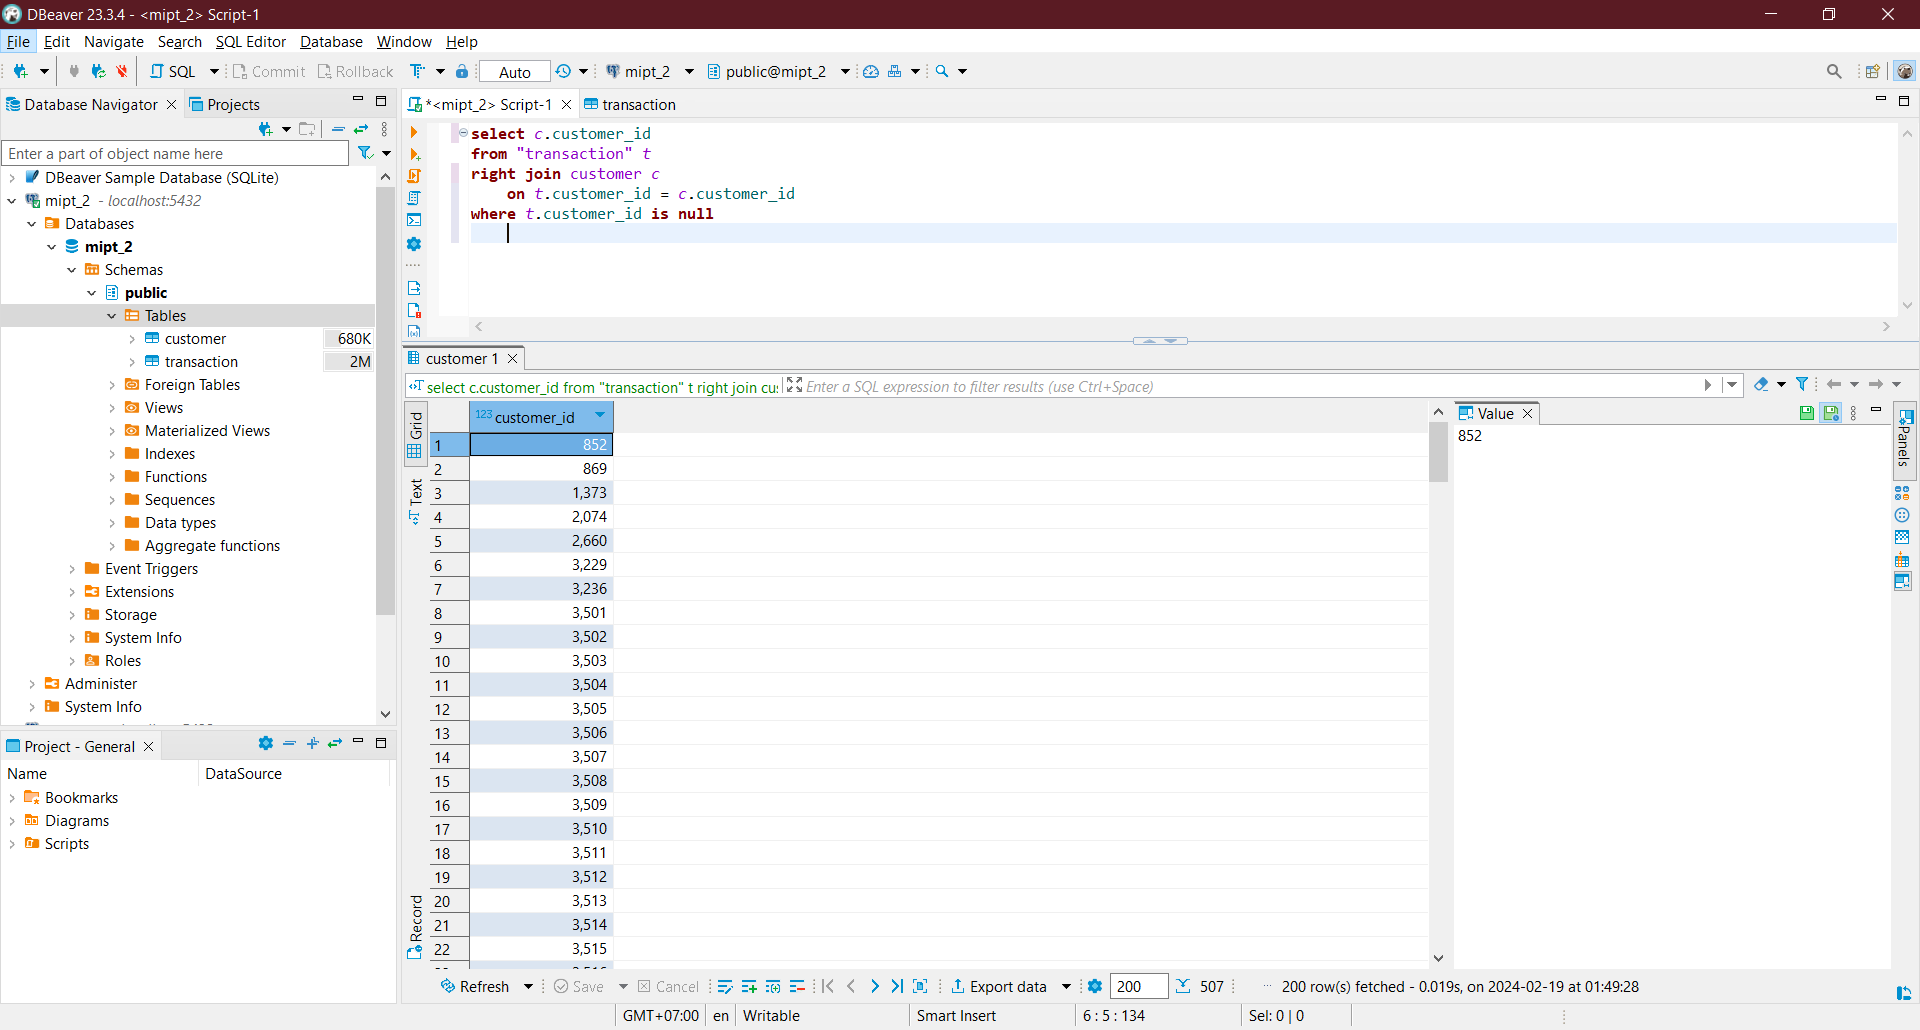 DBeaver 23.3.4 - <mipt_2> Script-1
File Edit Navigate Search SQL Editor Database Window Help
SQL Commit Rollback Auto mipt_2 public@mipt_2
Database Navigator Projects
Enter a part of object name here
DBeaver Sample Database (SQLite)
mipt_2 - localhost:5432
Databases
mipt_2
Schemas
public
Tables
customer 680K
transaction 2M
Foreign Tables
Views
Materialized Views
Indexes
Functions
Sequences
Data types
Aggregate functions
Event Triggers
Extensions
Storage
System Info
Roles
Administer
System Info
Project - General
Name DataSource
Bookmarks
Diagrams
Scripts
*<mipt_2> Script-1 transaction
select c.customer_id
from "transaction" t
right join customer c
on t.customer_id = c.customer_id
where t.customer_id is null
customer 1
select c.customer_id from "transaction" t right join cus Enter a SQL expression to filter results (use Ctrl+Space)
Grid
Text
Record
123 customer_id
1 852
2 869
3 1,373
4 2,074
5 2,660
6 3,229
7 3,236
8 3,501
9 3,502
10 3,503
11 3,504
12 3,505
13 3,506
14 3,507
15 3,508
16 3,509
17 3,510
18 3,511
19 3,512
20 3,513
21 3,514
22 3,515
Value
852
Panels
Refresh Save Cancel Export data 200 507 200 row(s) fetched - 0.019s, on 2024-02-19 at 01:49:28
GMT+07:00 en Writable Smart Insert 6 : 5 : 134 Sel: 0 | 0